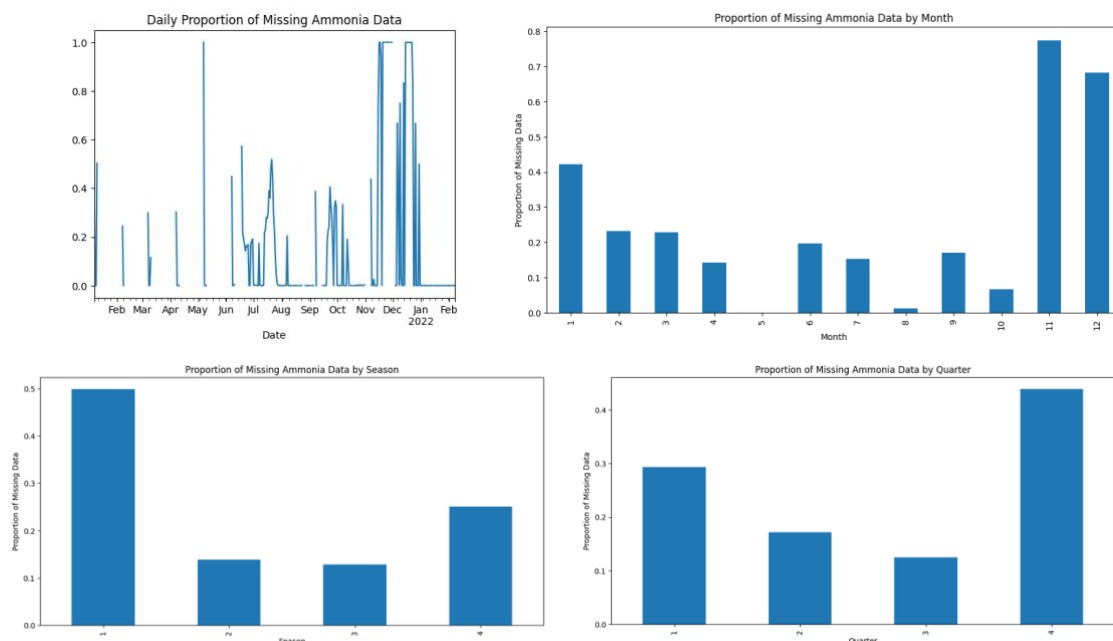 Daily Proportion of Missing Ammonia Data
1.0
0.8
0.6
0.4
0.2
0.0
Feb Mar Apr May Jun Jul Aug Sep Oct Nov Dec Jan Feb
2022
Date
Proportion of Missing Ammonia Data by Month
Proportion of Missing Data
0.8
0.7
0.6
0.5
0.4
0.3
0.2
0.1
0.0
1 2 3 4 5 6 7 8 9 10 11 12
Month
Proportion of Missing Ammonia Data by Season
Proportion of Missing Data
0.5
0.4
0.3
0.2
0.1
0.0
1 2 3 4
Season
Proportion of Missing Ammonia Data by Quarter
Proportion of Missing Data
0.4
0.3
0.2
0.1
0.0
1 2 3 4
Quarter